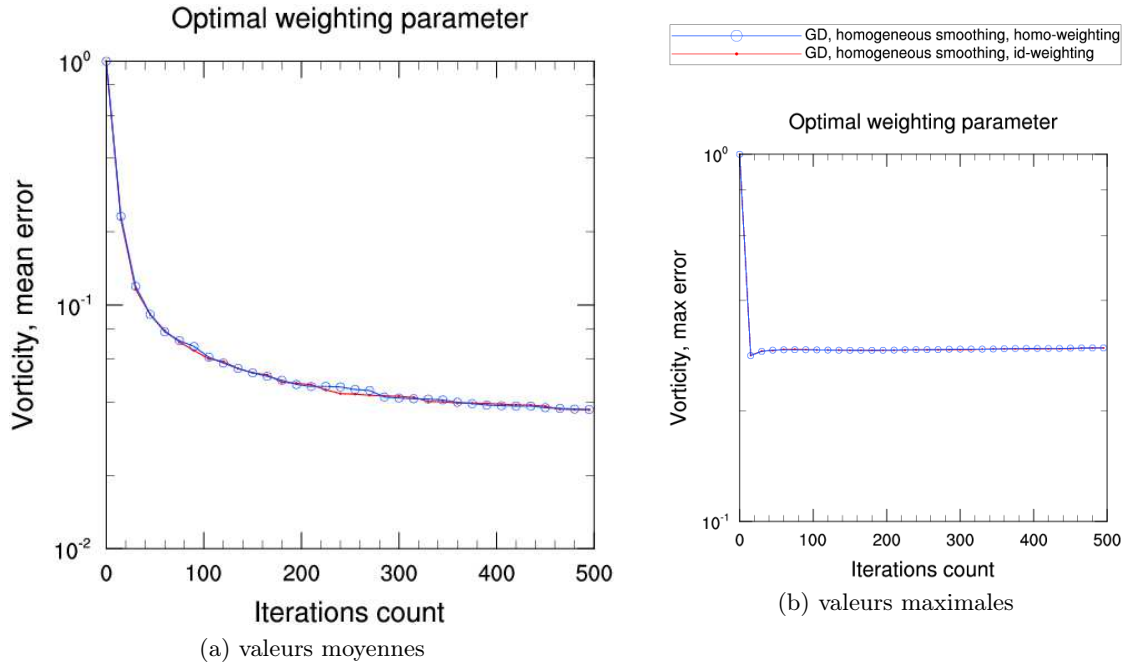 Optimal weighting parameter
10^0
10^-1
10^-2
Vorticity, mean error
0 100 200 300 400 500
Iterations count
(a) valeurs moyennes
GD, homogeneous smoothing, homo-weighting
GD, homogeneous smoothing, id-weighting
Optimal weighting parameter
10^0
10^-1
Vorticity, max error
0 100 200 300 400 500
Iterations count
(b) valeurs maximales